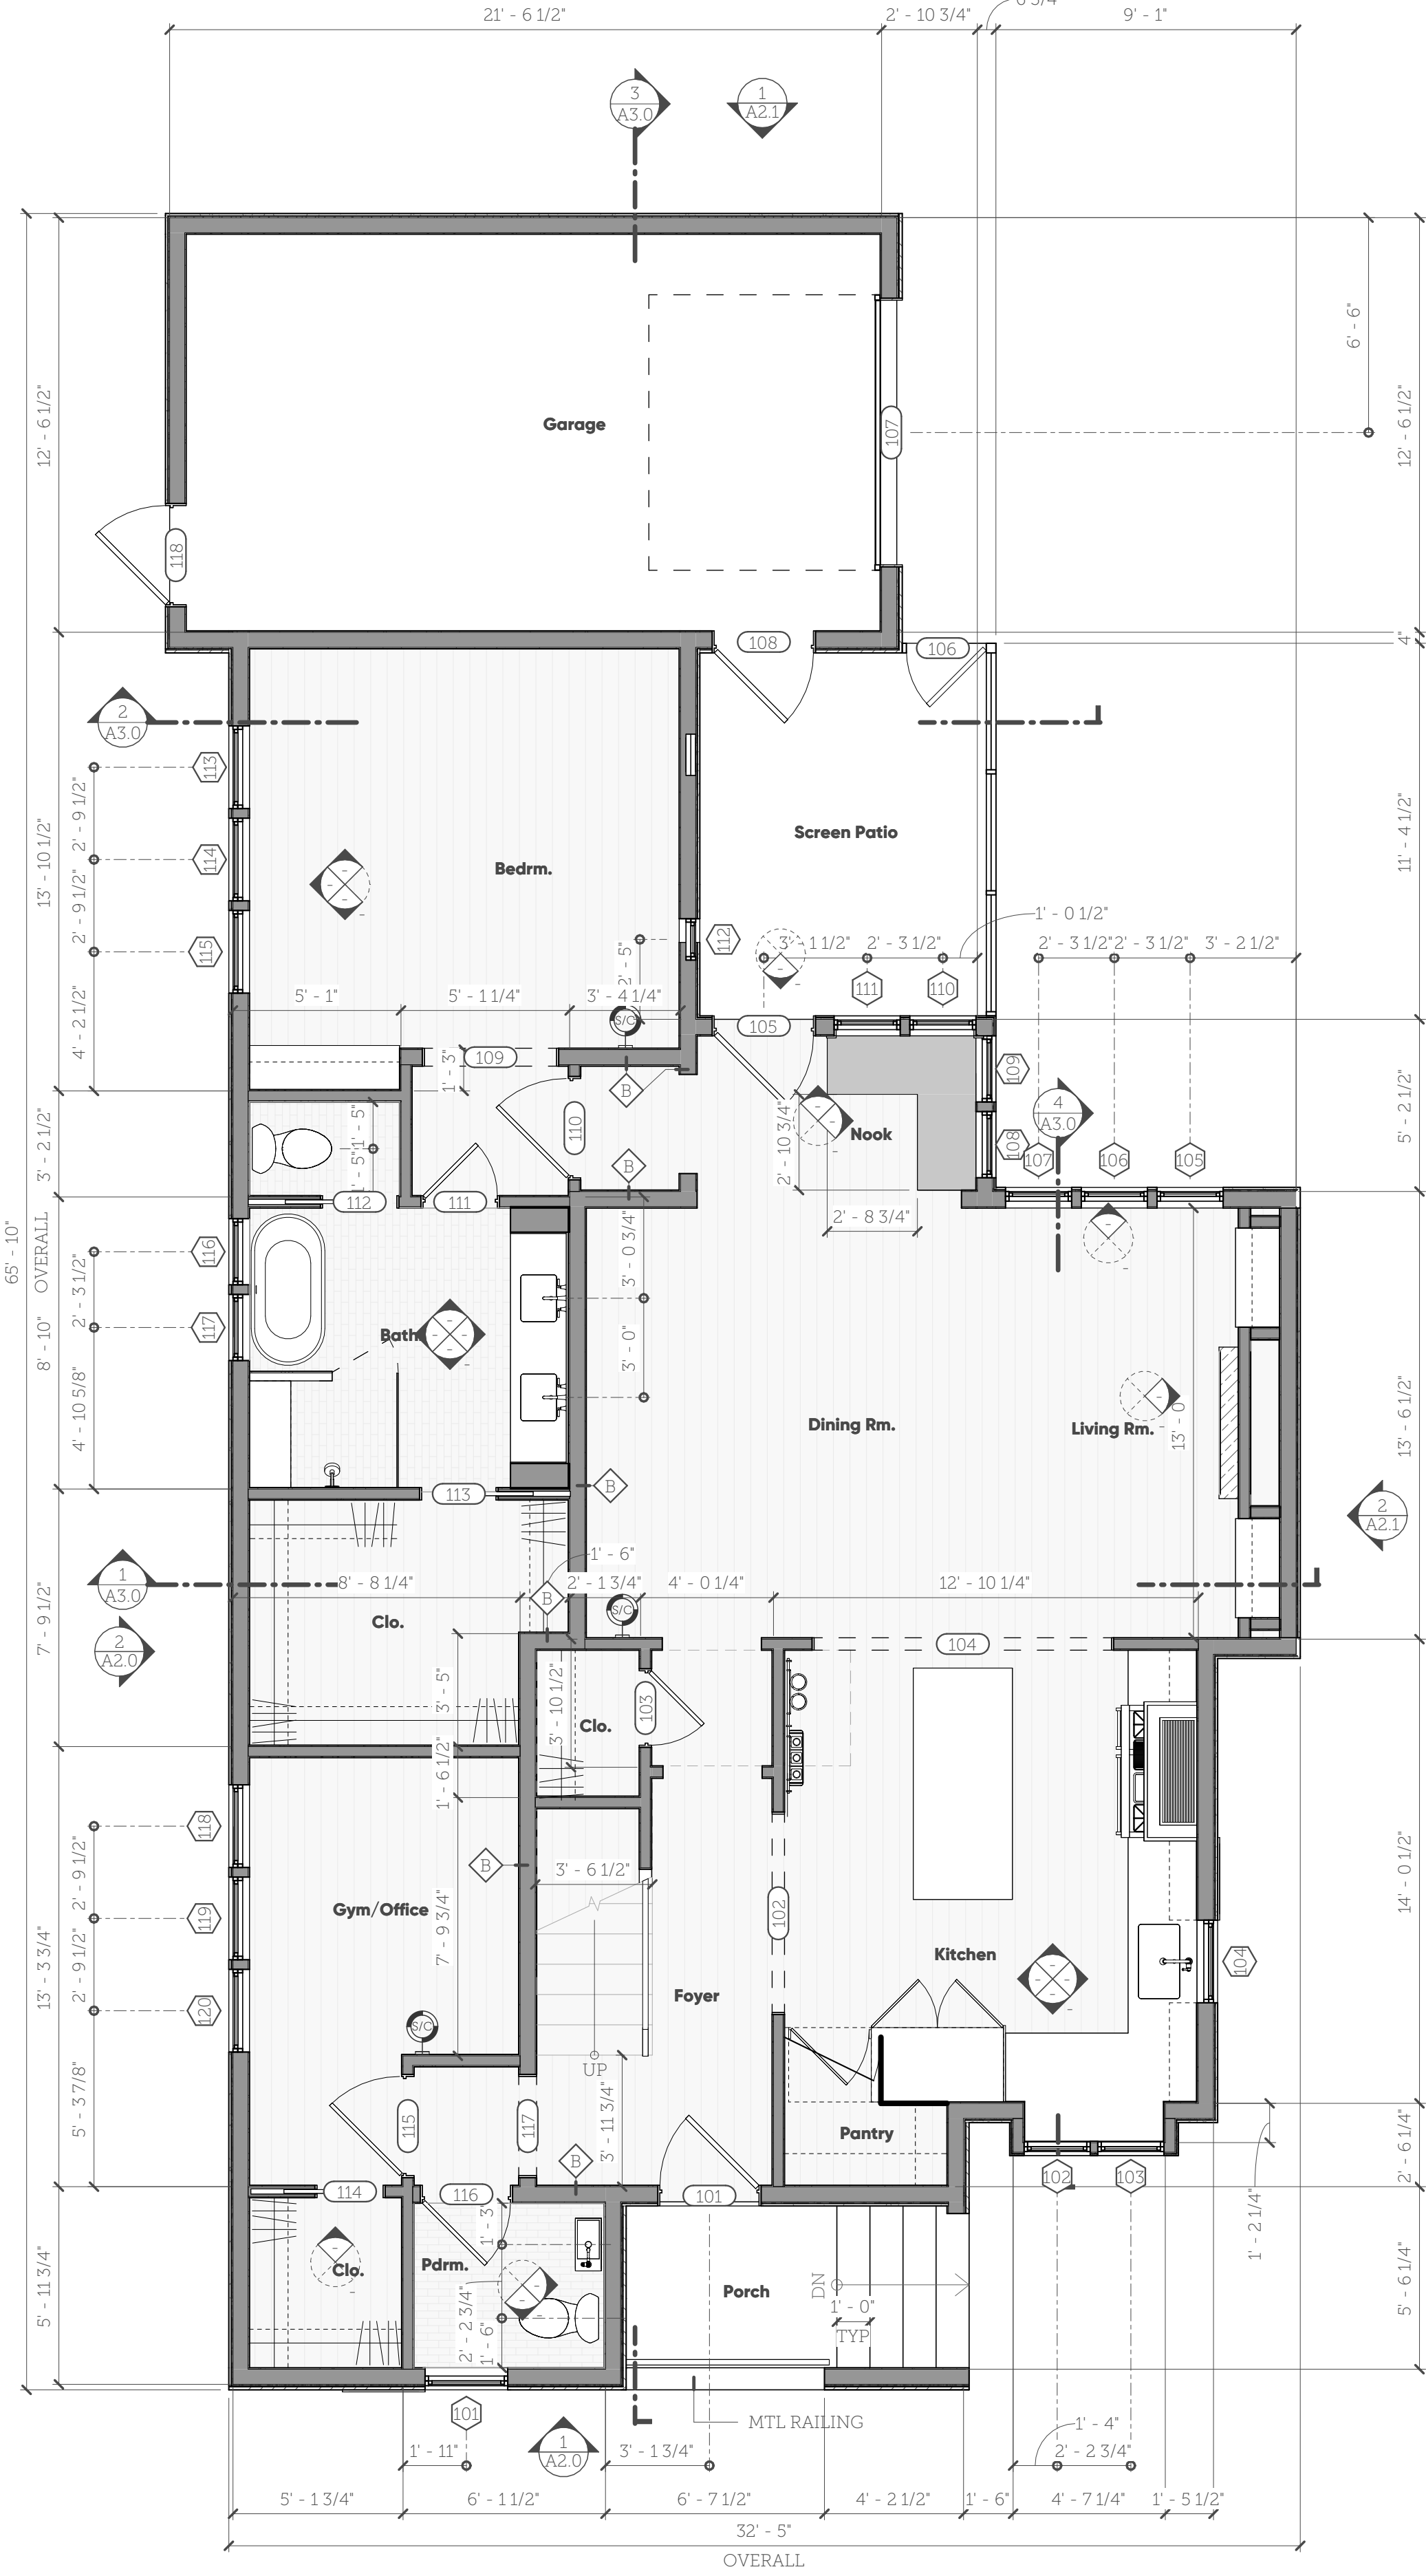 21' - 6 1/2"
2' - 10 3/4"
9' - 1"
3
A3.0
1
A2.1
6' - 6"
12' - 6 1/2"
12' - 6 1/2"
Garage
107
118
108
106
4"
2
A3.0
113
114
115
2' - 9 1/2"
2' - 9 1/2"
4' - 2 1/2"
13' - 10 1/2"
Bedrm.
Screen Patio
11' - 4 1/2"
112
3' - 1 1/2"
2' - 3 1/2"
1' - 0 1/2"
2' - 3 1/2"
2' - 3 1/2"
3' - 2 1/2"
2' - 5"
111
110
5' - 1"
5' - 1 1/4"
3' - 4 1/4"
S/C
105
109
1' - 3"
B
109
108
4
A3.0
110
Nook
2' - 10 3/4"
5' - 2 1/2"
3' - 2 1/2"
1' - 5"
1' - 5"
B
107
106
105
112
111
2' - 8 3/4"
65' - 10"
OVERALL
116
117
2' - 3 1/2"
8' - 10"
4' - 10 5/8"
Bath
3' - 0 3/4"
3' - 0"
Dining Rm.
Living Rm.
13' - 0
13' - 6 1/2"
113
B
2
A2.1
1
A3.0
2
A2.0
7' - 9 1/2"
1' - 6"
8' - 8 1/4"
2' - 1 3/4"
4' - 0 1/4"
12' - 10 1/4"
B
S/C
Clo.
104
3' - 5"
3' - 10 1/2"
103
Clo.
1' - 6 1/2"
118
119
120
2' - 9 1/2"
2' - 9 1/2"
5' - 3 7/8"
13' - 3 3/4"
B
3' - 6 1/2"
Gym/Office
7' - 9 3/4"
102
Kitchen
104
14' - 0 1/2"
Foyer
S/C
UP
115
117
3' - 11 3/4"
Pantry
2' - 6 1/4"
B
102
103
114
116
101
1' - 2 1/4"
5' - 11 3/4"
1' - 3"
Clo.
Pdrm.
2' - 2 3/4"
1' - 6"
Porch
DN
1' - 0"
TYP
5' - 6 1/4"
101
MTL RAILING
1
A2.0
1' - 11"
3' - 1 3/4"
1' - 4"
2' - 2 3/4"
5' - 1 3/4"
6' - 1 1/2"
6' - 7 1/2"
4' - 2 1/2"
1' - 6"
4' - 7 1/4"
1' - 5 1/2"
32' - 5"
OVERALL